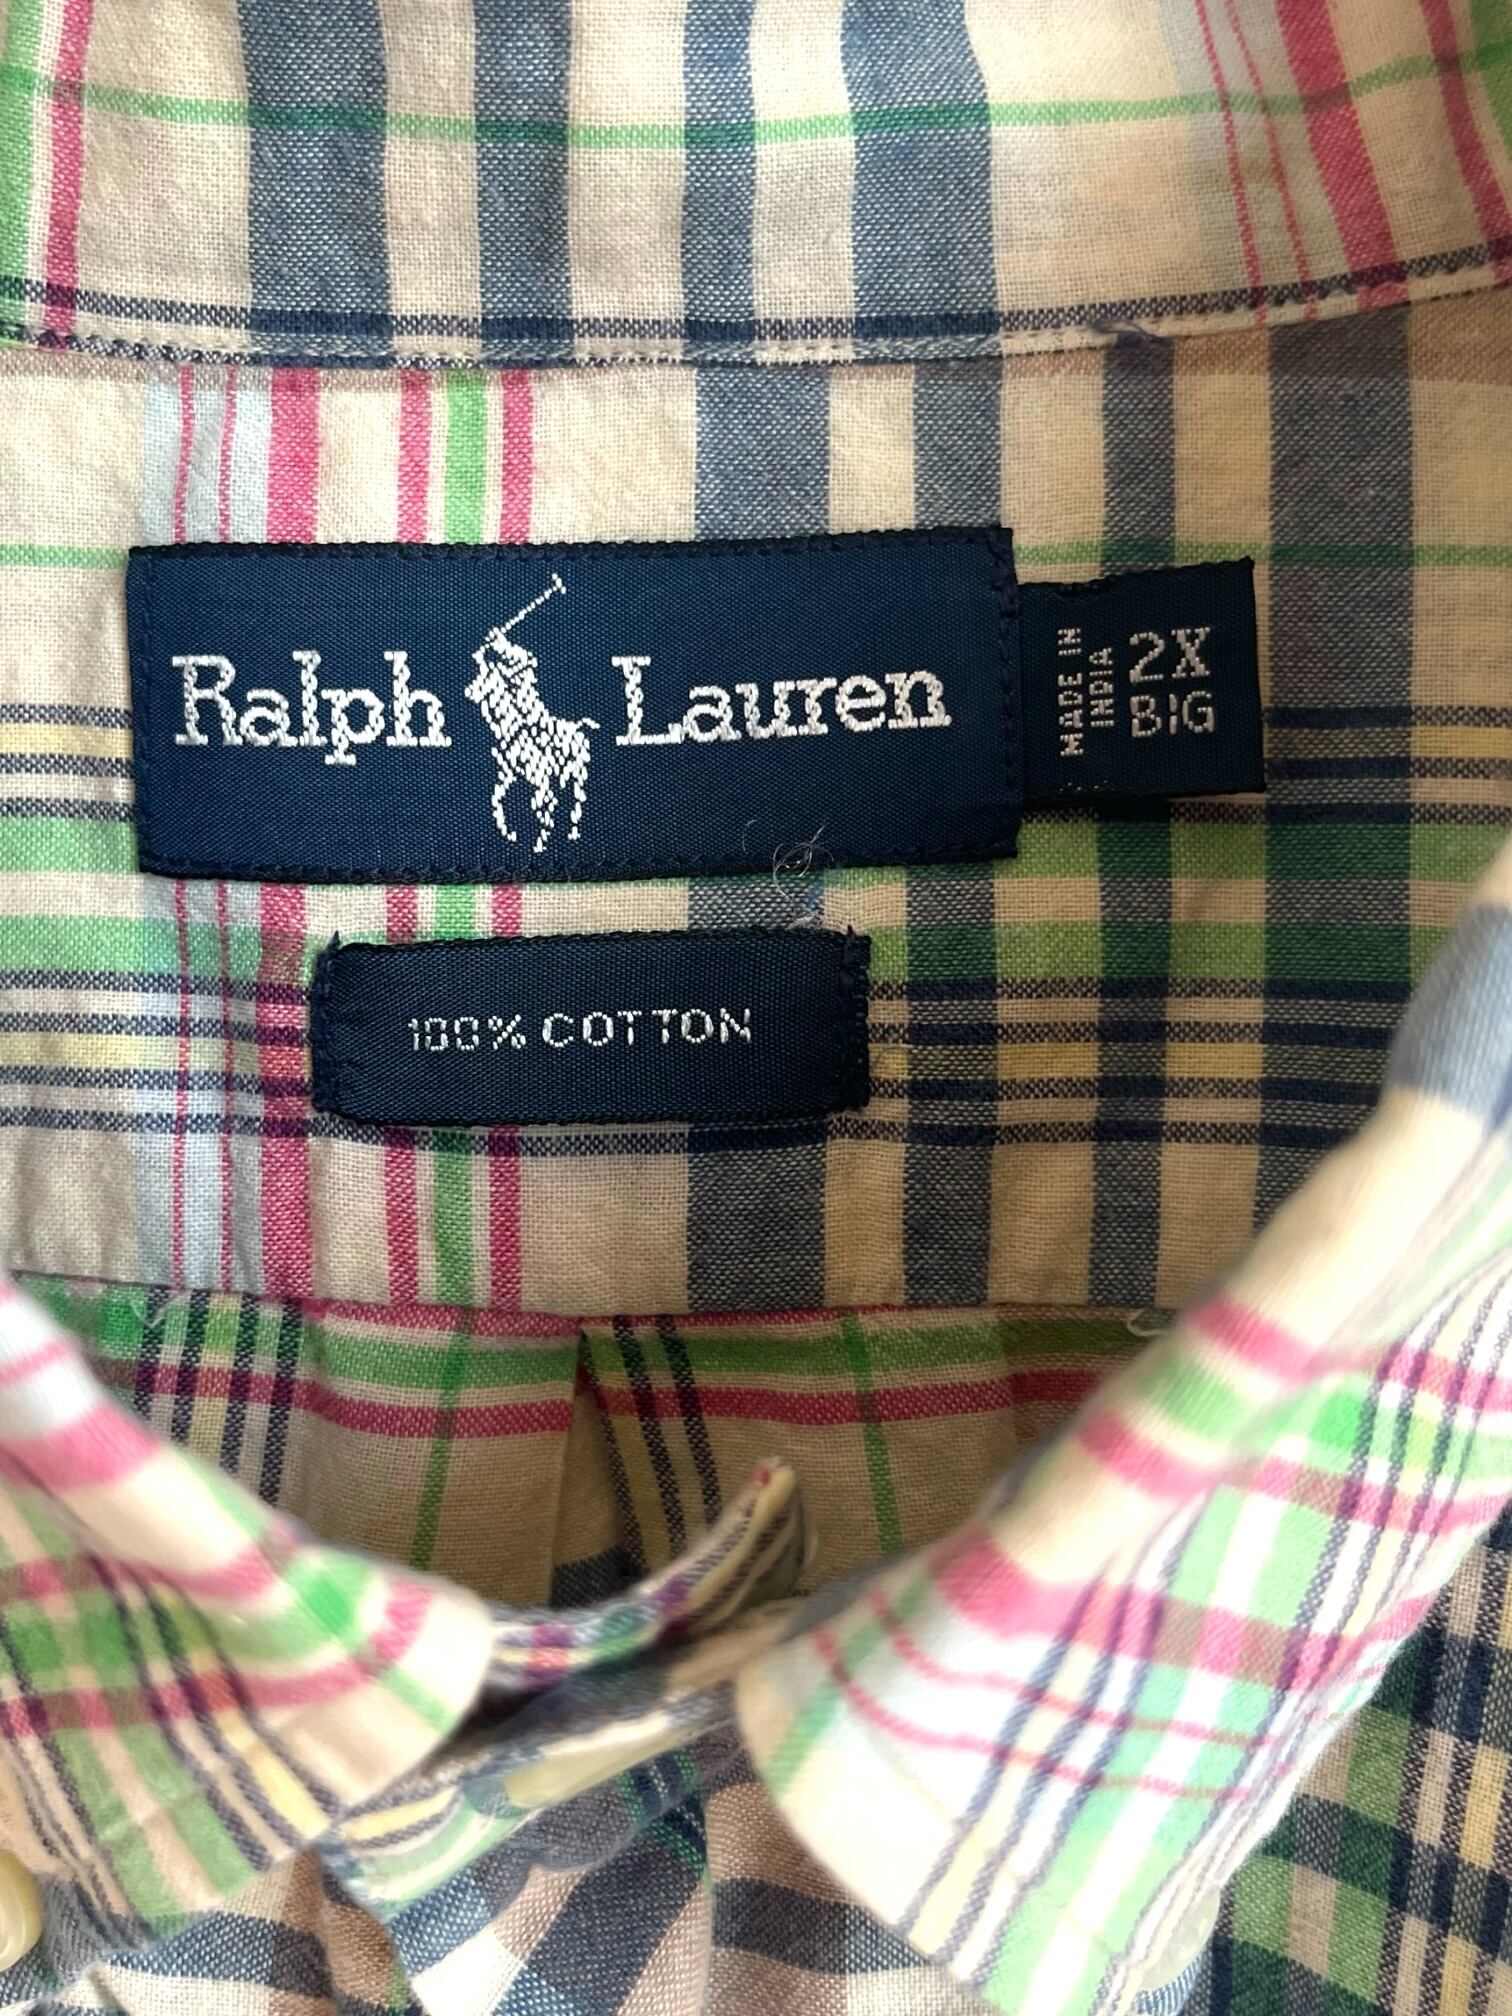 Ralph Lauren
MADE IN
INDIA
2X
BIG
100% COTTON